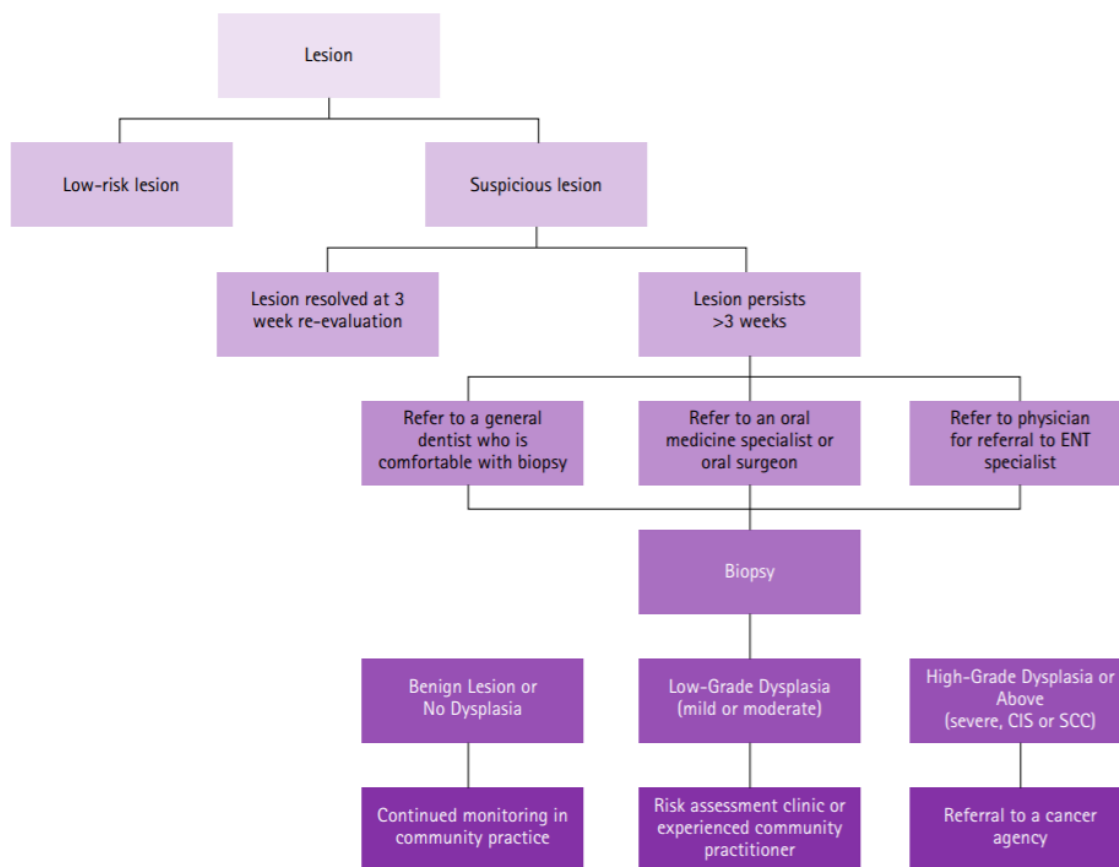 Lesion
Low-risk lesion
Suspicious lesion
Lesion resolved at 3
week re-evaluation
Lesion persists
>3 weeks
Refer to a general
dentist who is
comfortable with biopsy
Refer to an oral
medicine specialist or
oral surgeon
Refer to physician
for referral to ENT
specialist
Biopsy
Benign Lesion or
No Dysplasia
Low-Grade Dysplasia
(mild or moderate)
High-Grade Dysplasia or
Above
(severe, CIS or SCC)
Continued monitoring in
community practice
Risk assessment clinic or
experienced community
practitioner
Referral to a cancer
agency